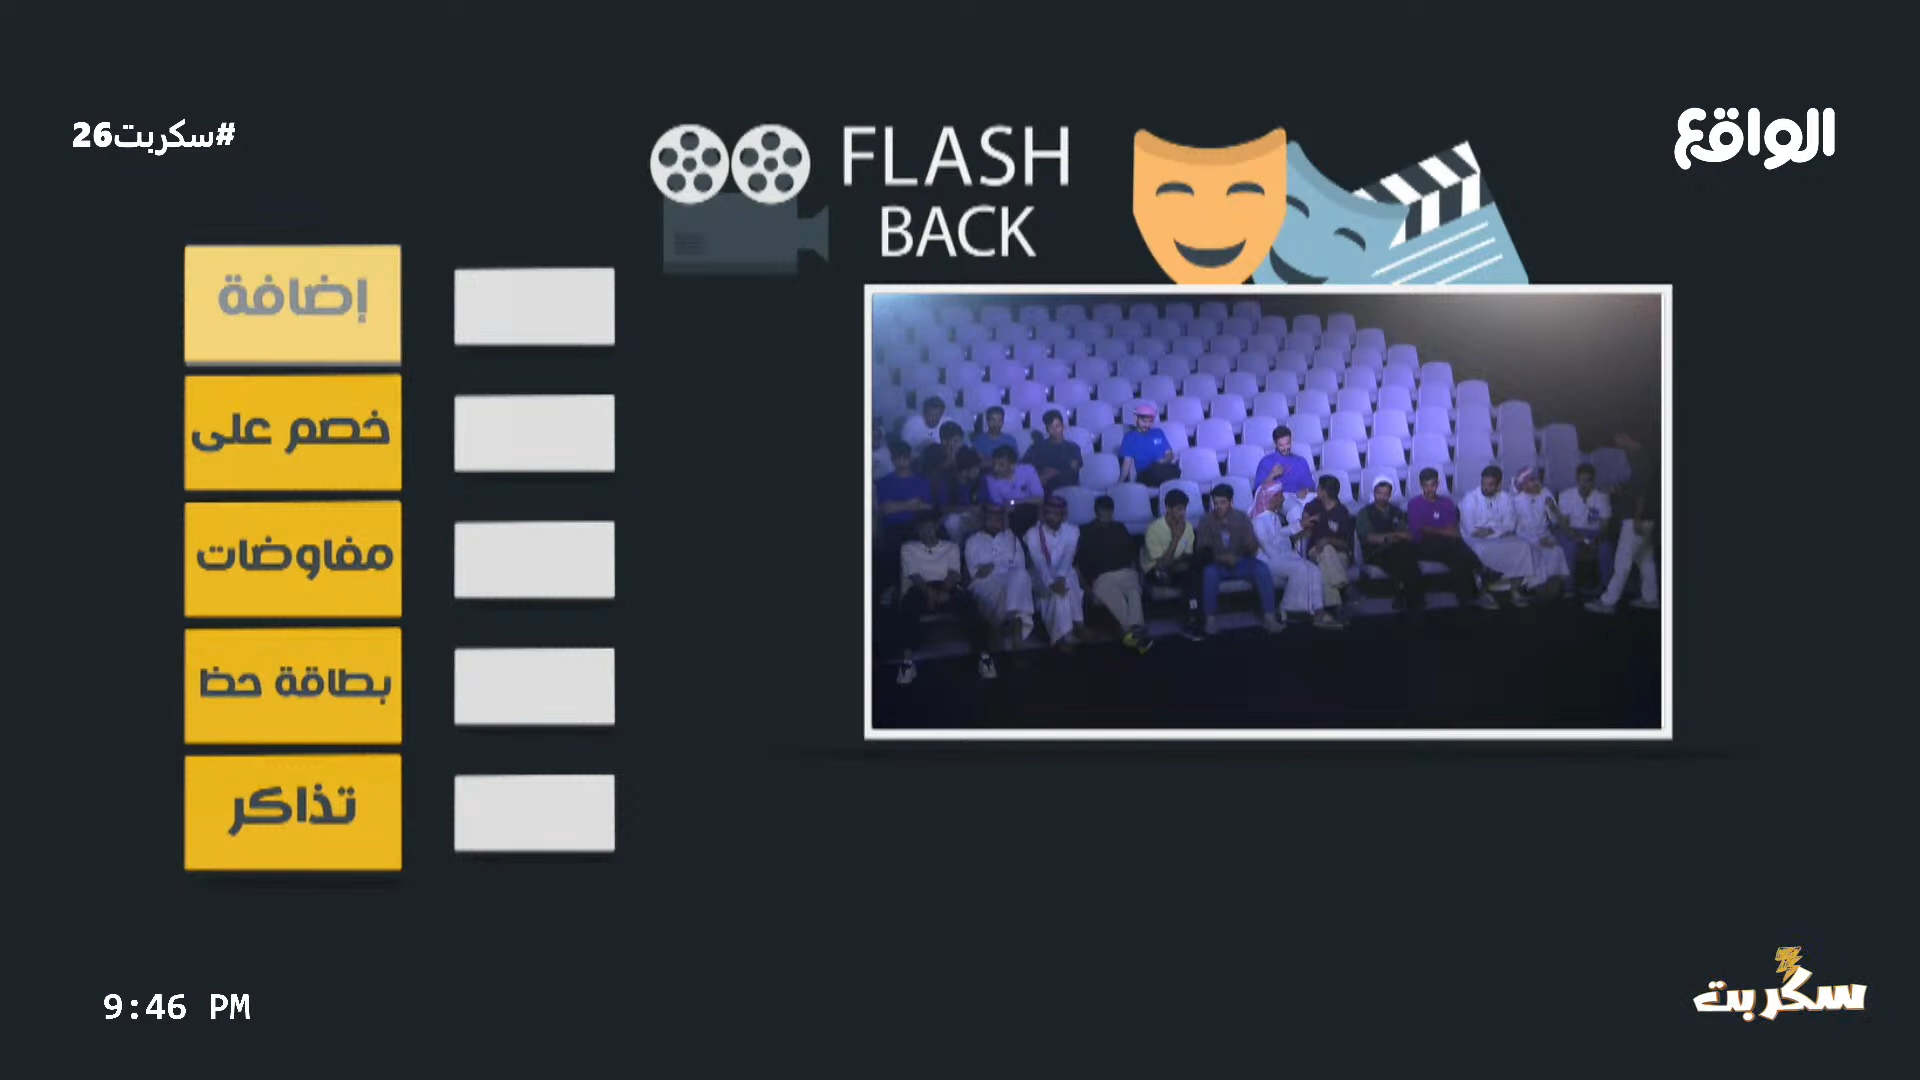 #سكربت26
FLASH
BACK
الواقع
إضافة
خصم على
مفاوضات
بطاقة حظ
تذاكر
9:46 PM
سكربت